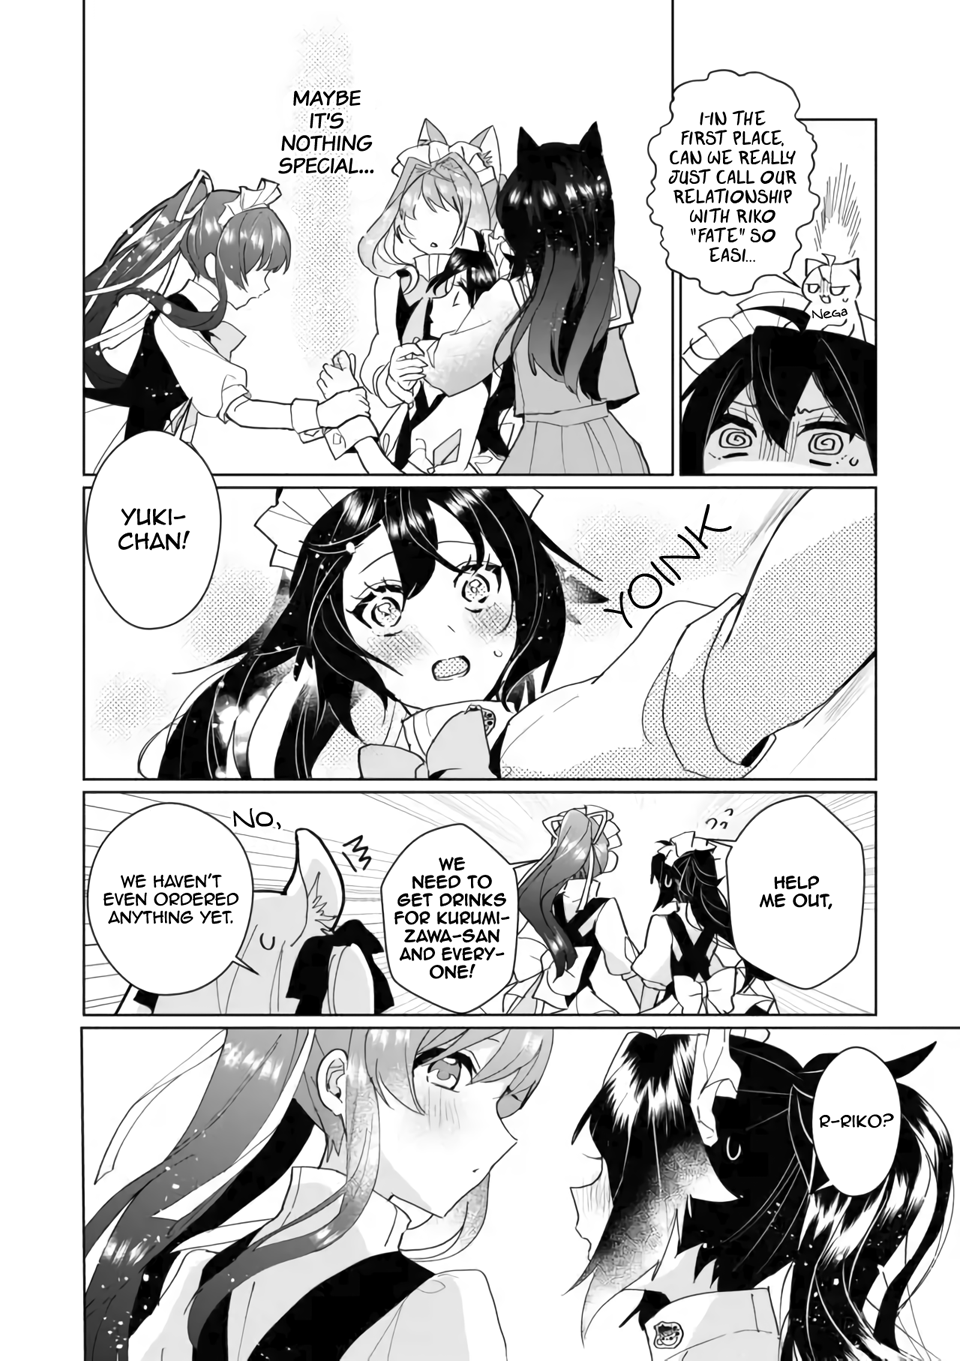 I-IN THE
FIRST PLACE,
CAN WE REALLY
JUST CALL OUR
RELATIONSHIP
WITH RIKO
"FATE" SO
EASI...
NeGa
MAYBE
IT'S
NOTHING
SPECIAL...
YOINK
YUKI-
CHAN!
HELP
ME OUT,
WE
NEED TO
GET DRINKS
FOR KURUMI-
ZAWA-SAN
AND EVERY-
ONE!
No,
WE HAVEN'T
EVEN ORDERED
ANYTHING YET.
R-RIKO?